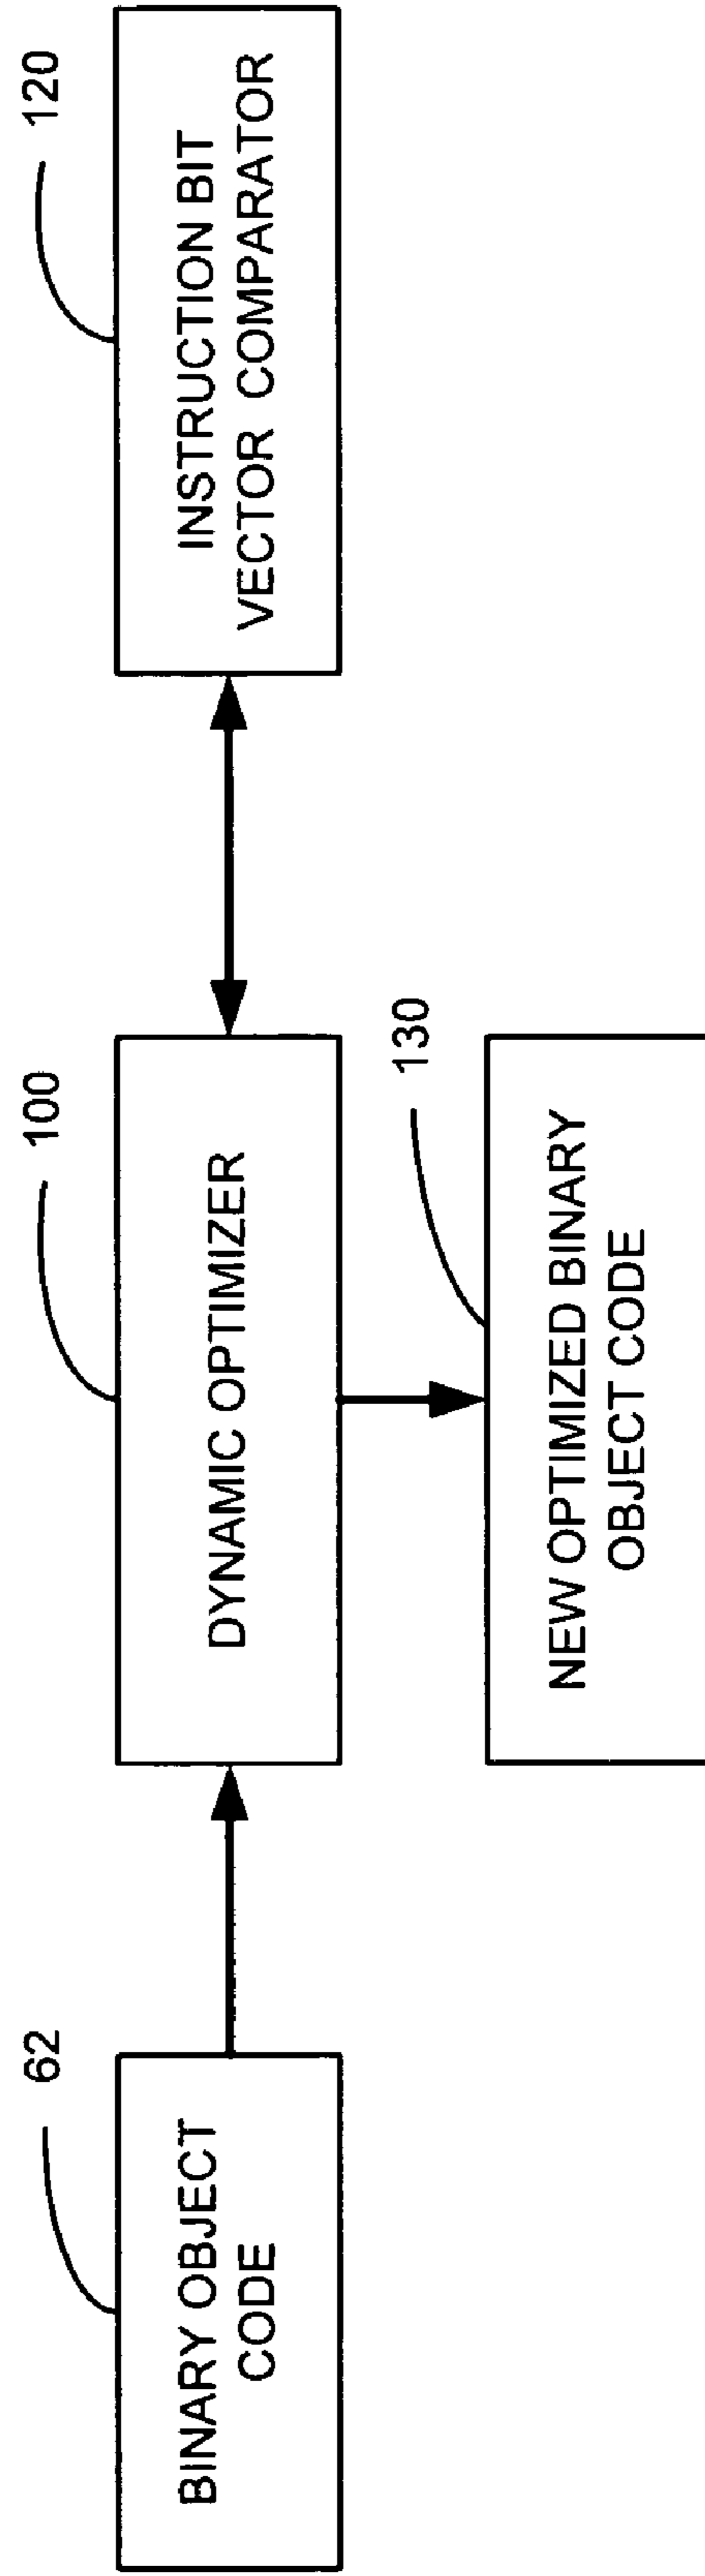 62
BINARY OBJECT
CODE
100
DYNAMIC OPTIMIZER
120
INSTRUCTION BIT
VECTOR COMPARATOR
130
NEW OPTIMIZED BINARY
OBJECT CODE